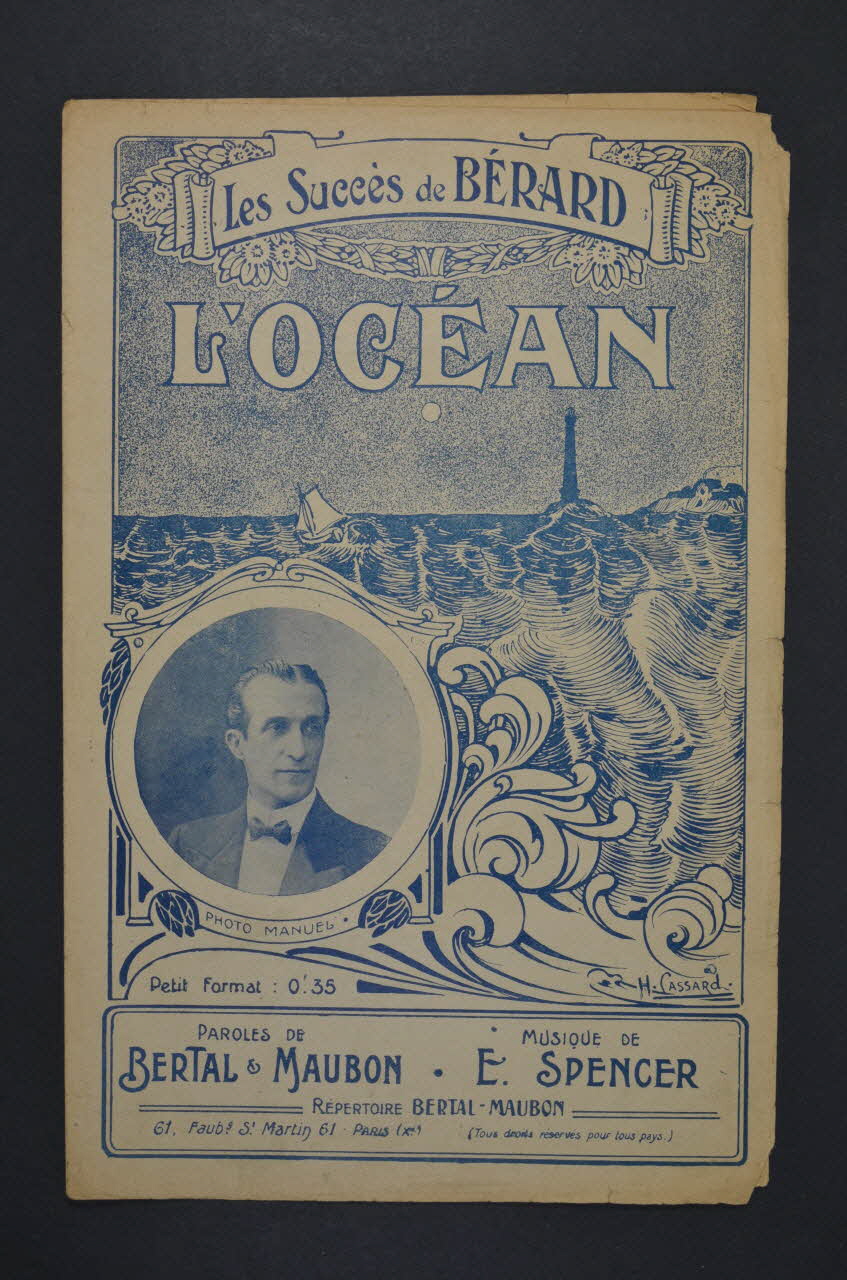 Les Succès de BÉRARD
L'OCÉAN
PHOTO MANUEL
Petit Format : 0f.35
H. CASSARD.
PAROLES DE
BERTAL & MAUBON • E. SPENCER
MUSIQUE DE
RÉPERTOIRE BERTAL-MAUBON
61, Faubg St Martin 61 - PARIS (Xe)
(Tous droits réservés pour tous pays.)